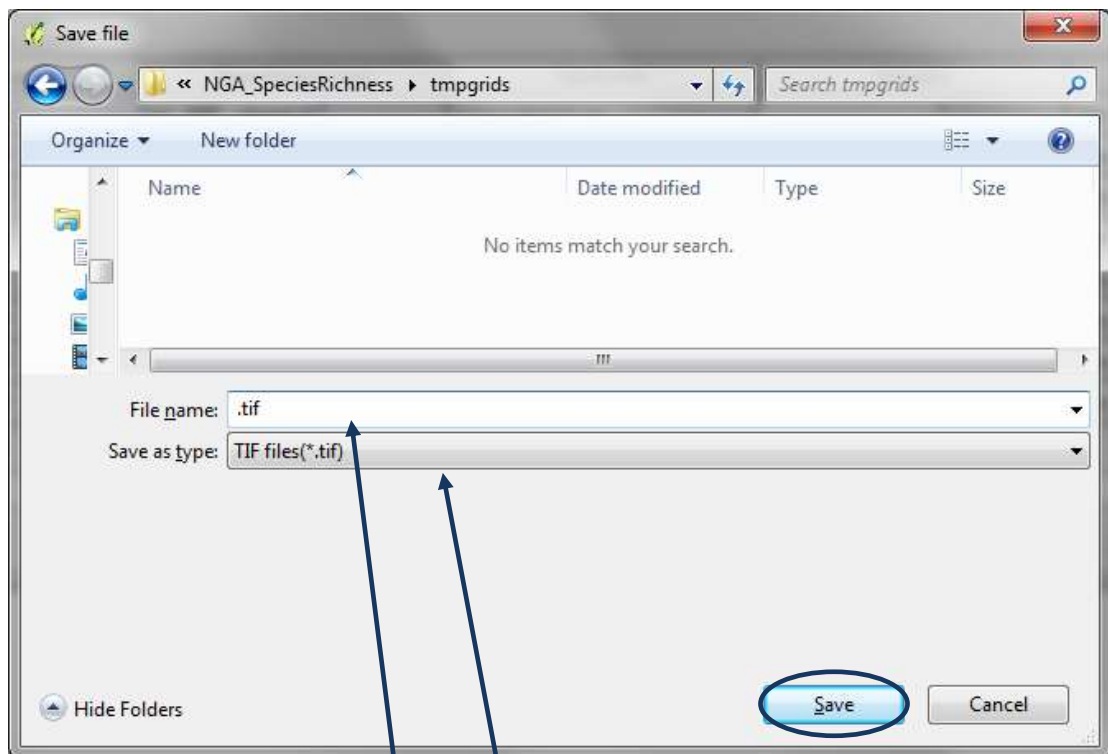 Save file
« NGA_SpeciesRichness ▸ tmpgrids
Search tmpgrids
Organize
New folder
Name
Date modified
Type
Size
No items match your search.
File name: .tif
Save as type: TIF files(*.tif)
Hide Folders
Save
Cancel